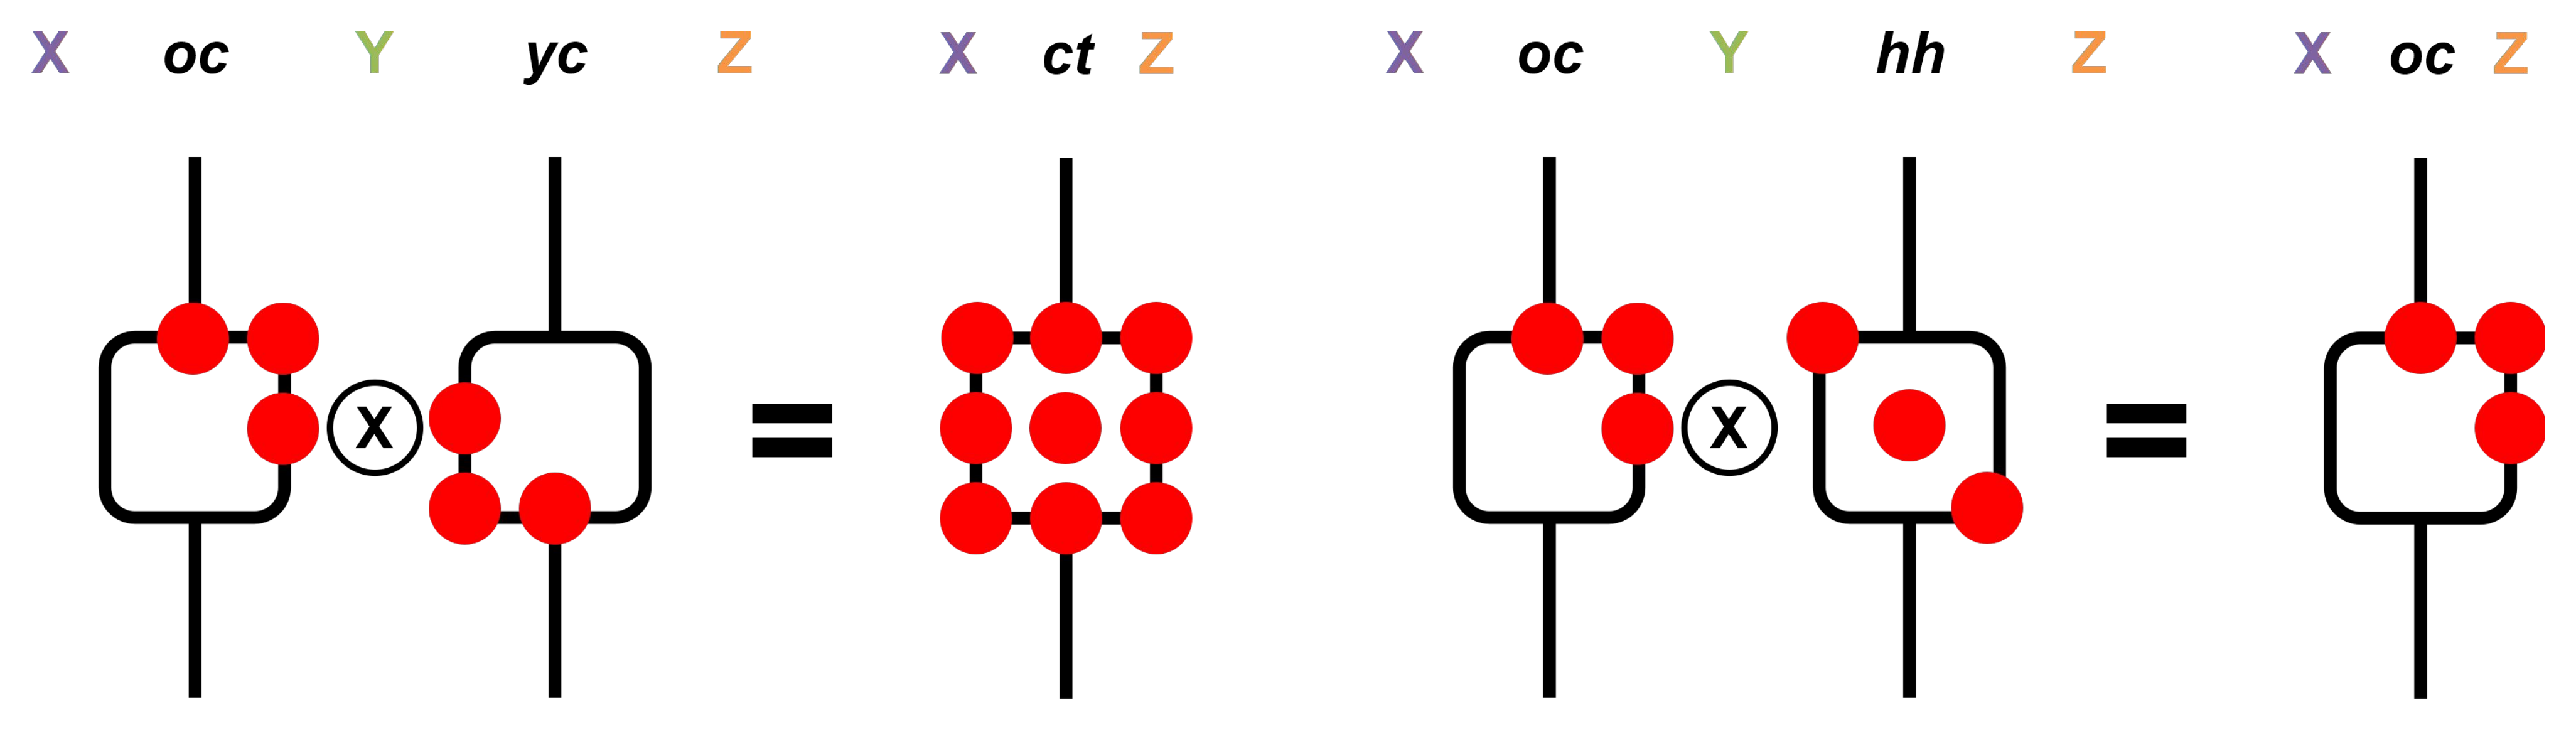 X oc Y yc Z X ct Z X oc Y hh Z X oc Z
X = X =